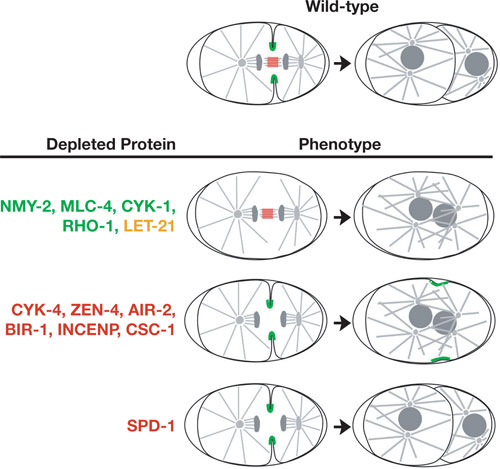 Wild-type
Depleted Protein
Phenotype
NMY-2, MLC-4, CYK-1,
RHO-1, LET-21
CYK-4, ZEN-4, AIR-2,
BIR-1, INCENP, CSC-1
SPD-1